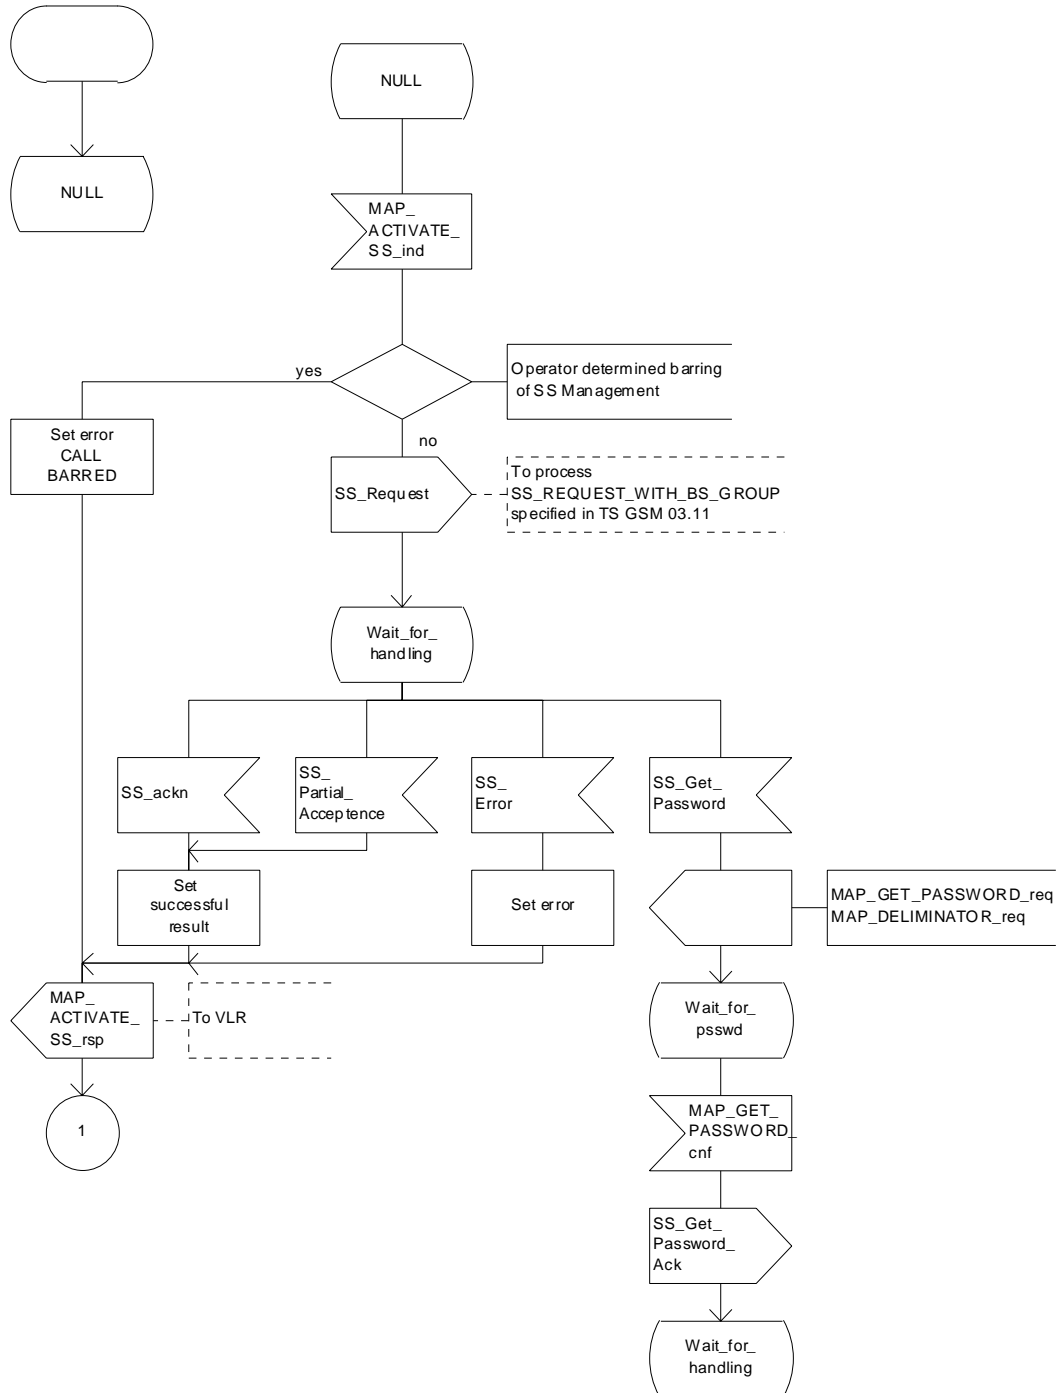 NULL
NULL
MAP_
ACTIVATE_
SS_ind
yes
Operator determined barring
of SS Management
no
Set error
CALL
BARRED
SS_Request
To process
SS_REQUEST_WITH_BS_GROUP
specified in TS GSM 03.11
Wait_for_
handling
SS_ackn
SS_
Partial_
Acceptence
SS_
Error
SS_Get_
Password
Set
successful
result
Set error
MAP_GET_PASSWORD_req
MAP_DELIMINATOR_req
MAP_
ACTIVATE_
SS_rsp
To VLR
Wait_for_
psswd
1
MAP_GET_
PASSWORD_
cnf
SS_Get_
Password_
Ack
Wait_for_
handling